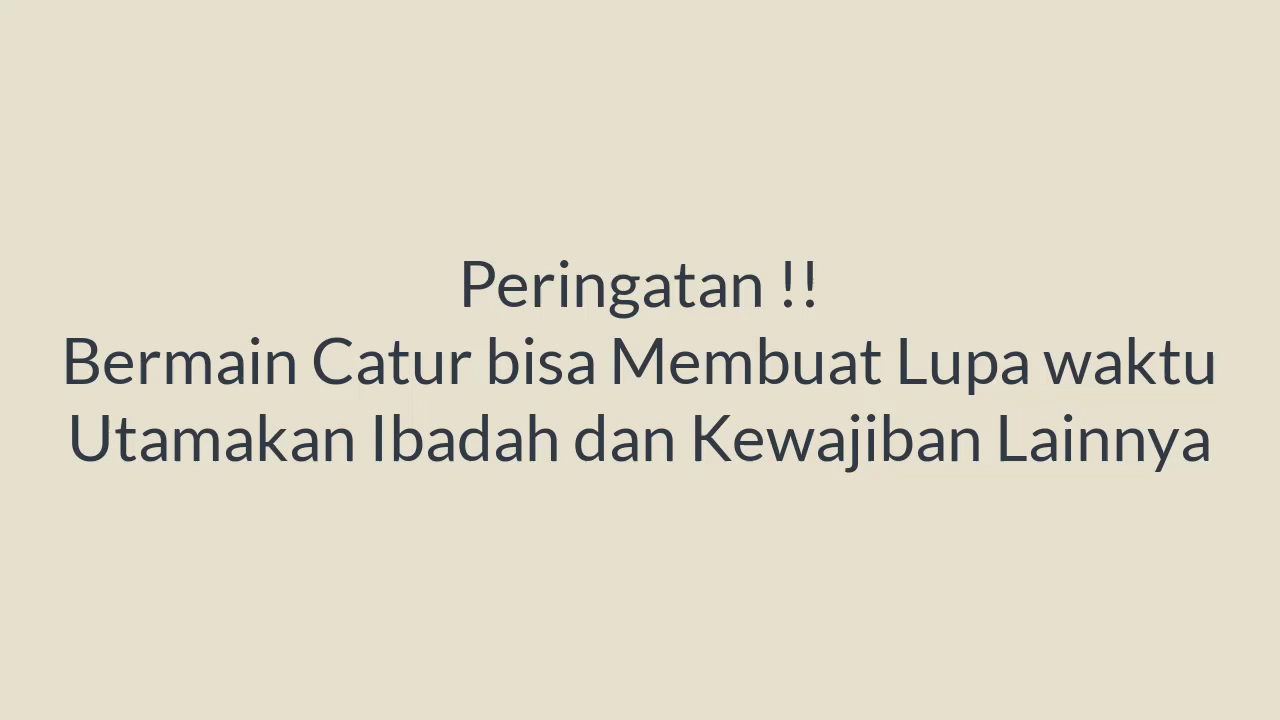 Peringatan !!
Bermain Catur bisa Membuat Lupa waktu
Utamakan Ibadah dan Kewajiban Lainnya